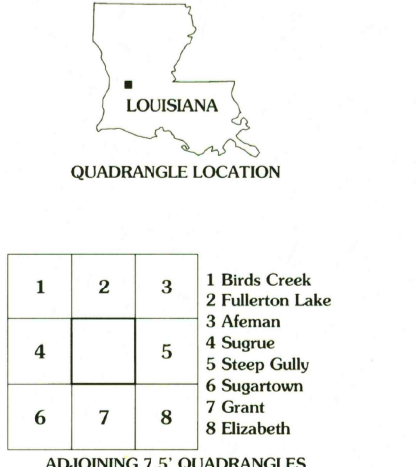 LOUISIANA
QUADRANGLE LOCATION
1 2 3
4 5
6 7 8
1 Birds Creek
2 Fullerton Lake
3 Afeman
4 Sugrue
5 Steep Gully
6 Sugartown
7 Grant
8 Elizabeth
ADJOINING 7.5' QUADRANGLES